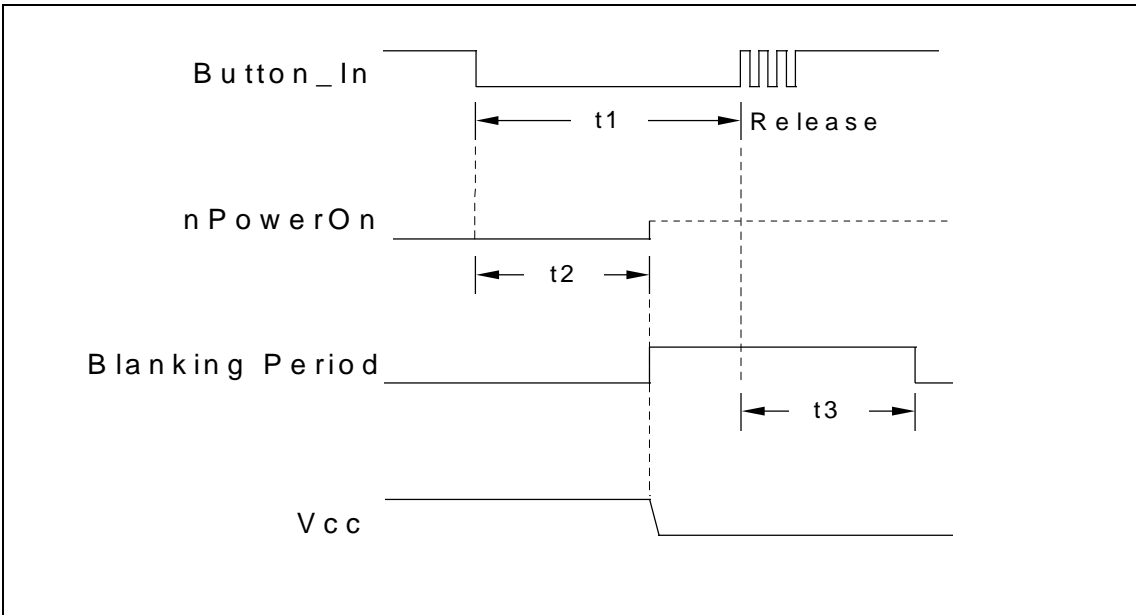 Button_In
t1
Release
nPowerOn
t2
Blanking Period
t3
Vcc